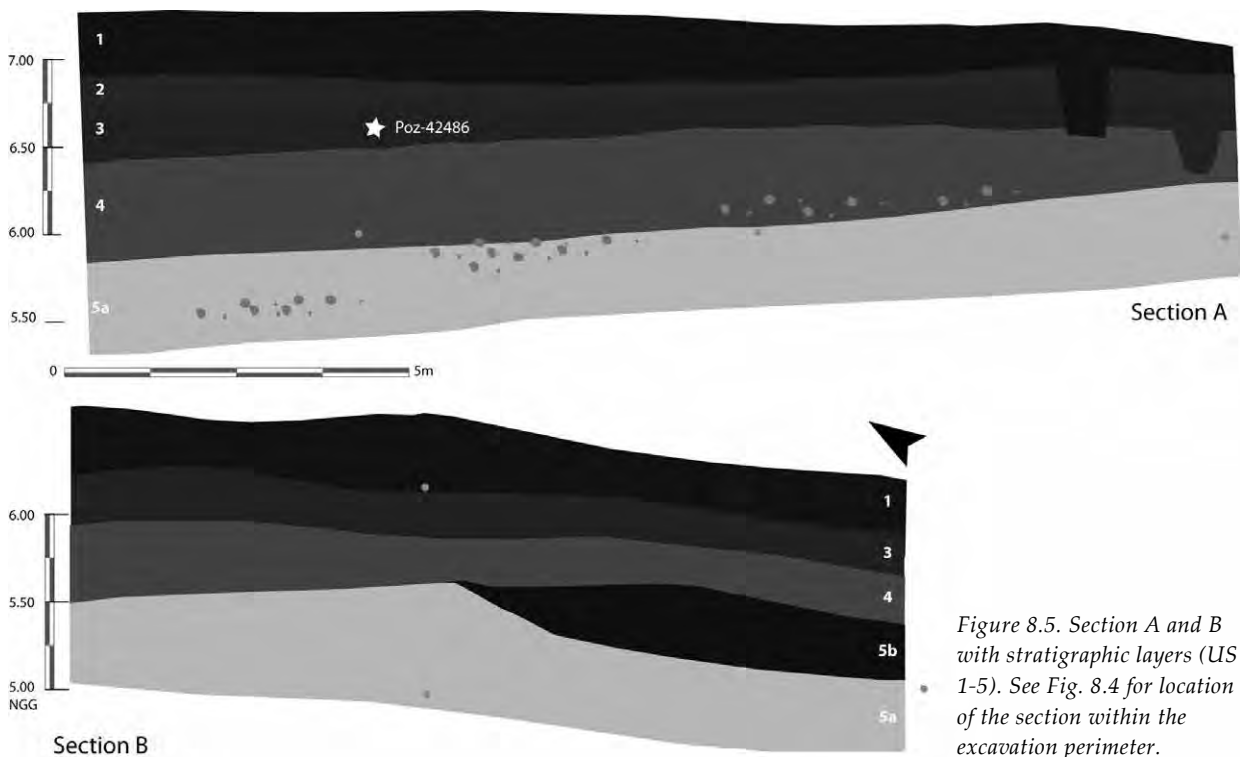 1
7.00
2
3
Poz-42486
6.50
4
6.00
5a
5.50
Section A
0
5m
6.00
1
3
5.50
4
5b
5.00
NGG
5a
Section B
Figure 8.5. Section A and B
with stratigraphic layers (US
1-5). See Fig. 8.4 for location
of the section within the
excavation perimeter.